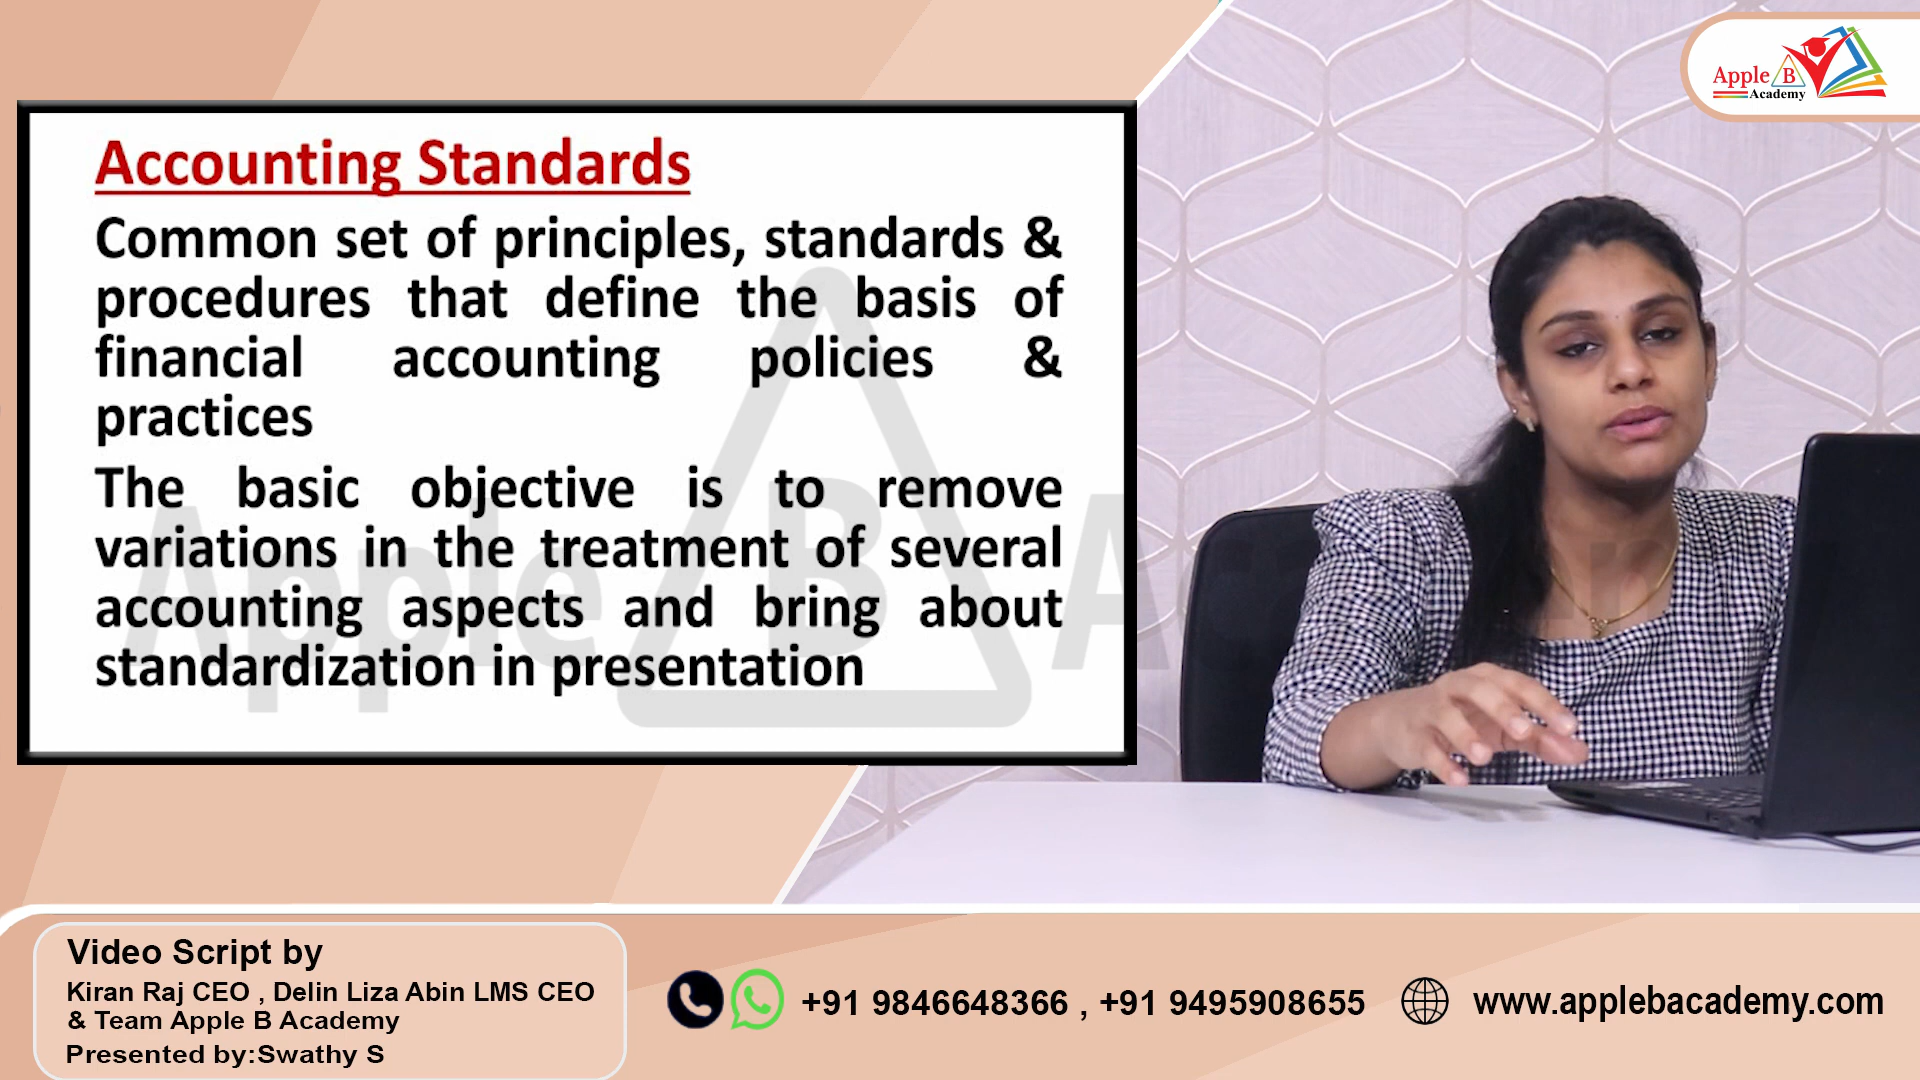 Apple B
Academy
Accounting Standards
Common set of principles, standards &
procedures that define the basis of
financial accounting policies &
practices
The basic objective is to remove
variations in the treatment of several
accounting aspects and bring about
standardization in presentation
Apple B Academy
Video Script by
Kiran Raj CEO , Delin Liza Abin LMS CEO
& Team Apple B Academy
Presented by:Swathy S
+91 9846648366 , +91 9495908655
www.applebacademy.com